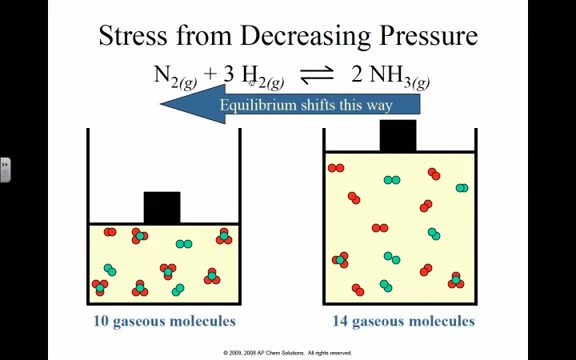 Stress from Decreasing Pressure
N2(g) + 3 H2(g) ⇌ 2 NH3(g)
Equilibrium shifts this way
10 gaseous molecules
14 gaseous molecules
© 2009, 2008 AP Chem Solutions. All rights reserved.